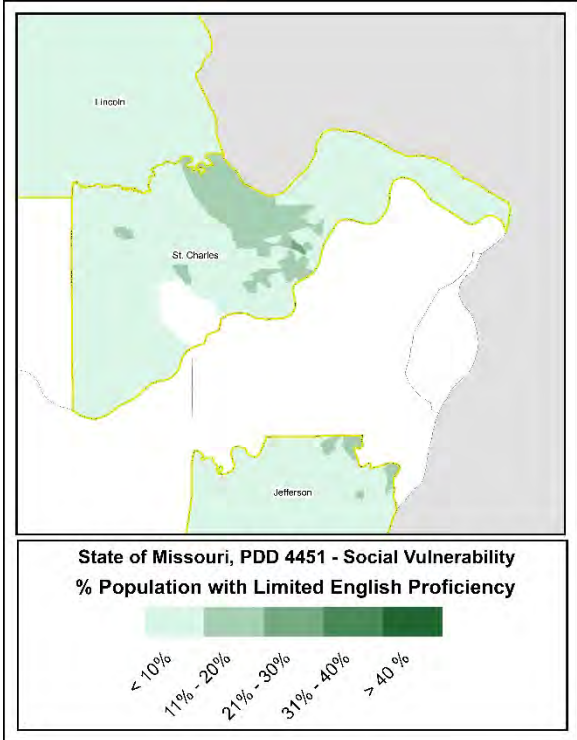 Lincoln
St. Charles
Jefferson
State of Missouri, PDD 4451 - Social Vulnerability
% Population with Limited English Proficiency
< 10%
11% - 20%
21% - 30%
31% - 40%
> 40 %